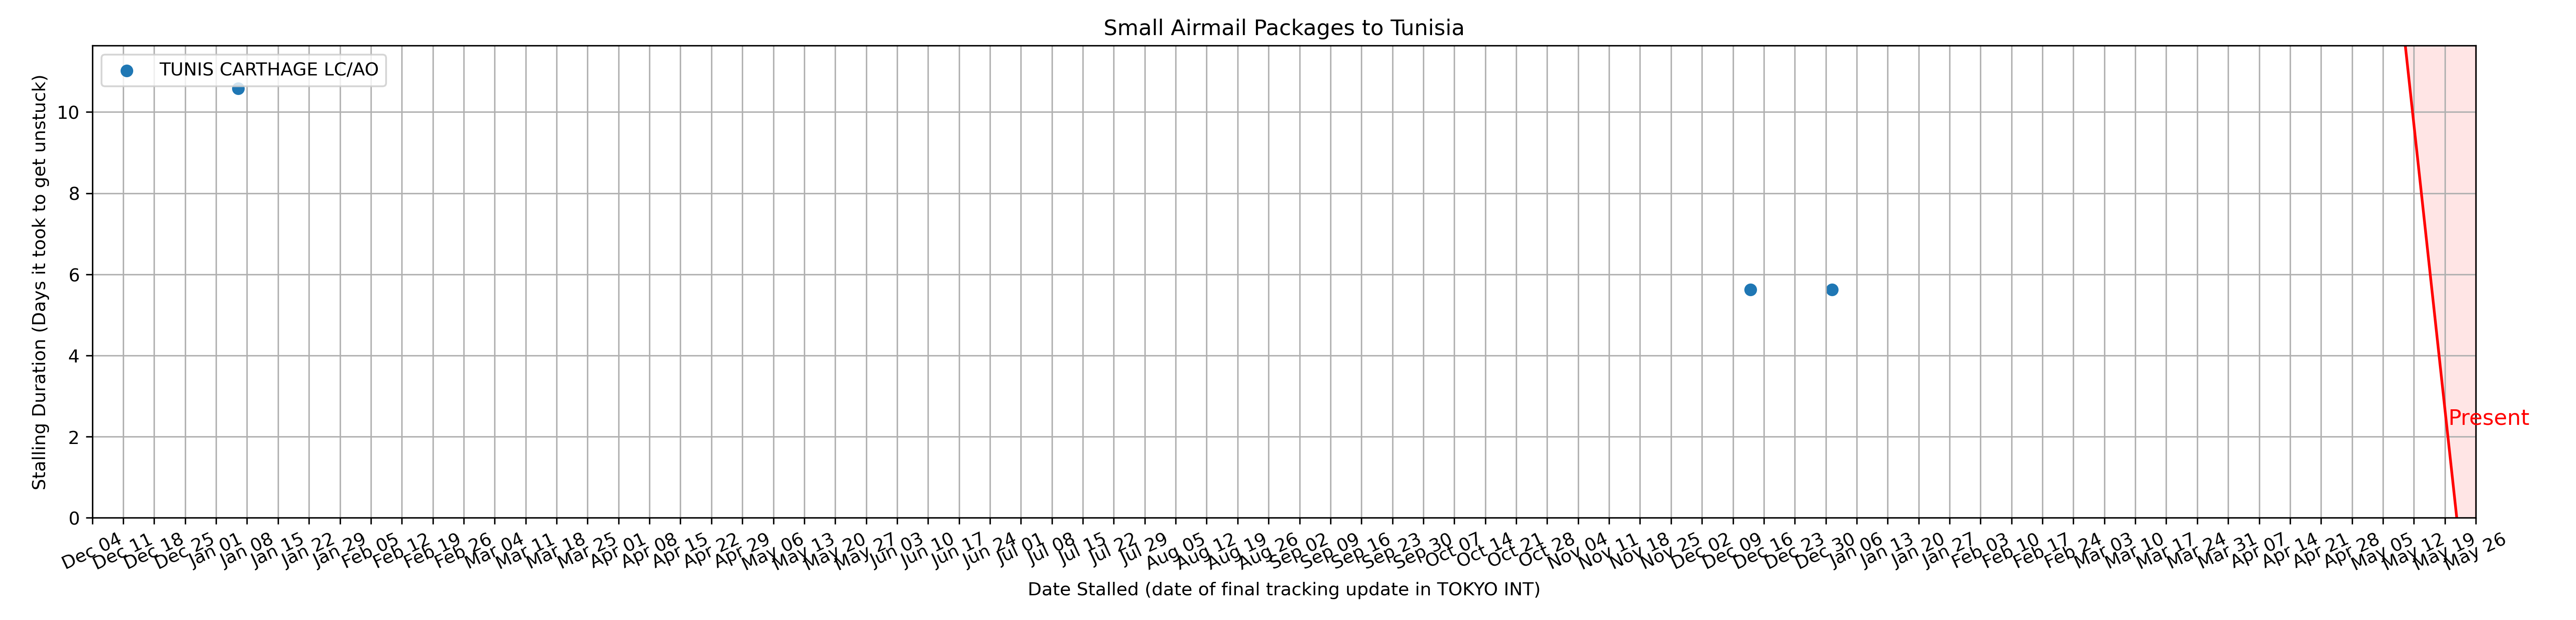 Small Airmail Packages to Tunisia
TUNIS CARTHAGE LC/AO
Stalling Duration (Days it took to get unstuck)
10
8
6
4
2
0
Present
Dec 04
Dec 11
Dec 18
Dec 25
Jan 01
Jan 08
Jan 15
Jan 22
Jan 29
Feb 05
Feb 12
Feb 19
Feb 26
Mar 04
Mar 11
Mar 18
Mar 25
Apr 01
Apr 08
Apr 15
Apr 22
Apr 29
May 06
May 13
May 20
May 27
Jun 03
Jun 10
Jun 17
Jun 24
Jul 01
Jul 08
Jul 15
Jul 22
Jul 29
Aug 05
Aug 12
Aug 19
Aug 26
Sep 02
Sep 09
Sep 16
Sep 23
Sep 30
Oct 07
Oct 14
Oct 21
Oct 28
Nov 04
Nov 11
Nov 18
Nov 25
Dec 02
Dec 09
Dec 16
Dec 23
Dec 30
Jan 06
Jan 13
Jan 20
Jan 27
Feb 03
Feb 10
Feb 17
Feb 24
Mar 03
Mar 10
Mar 17
Mar 24
Mar 31
Apr 07
Apr 14
Apr 21
Apr 28
May 05
May 12
May 19
May 26
Date Stalled (date of final tracking update in TOKYO INT)